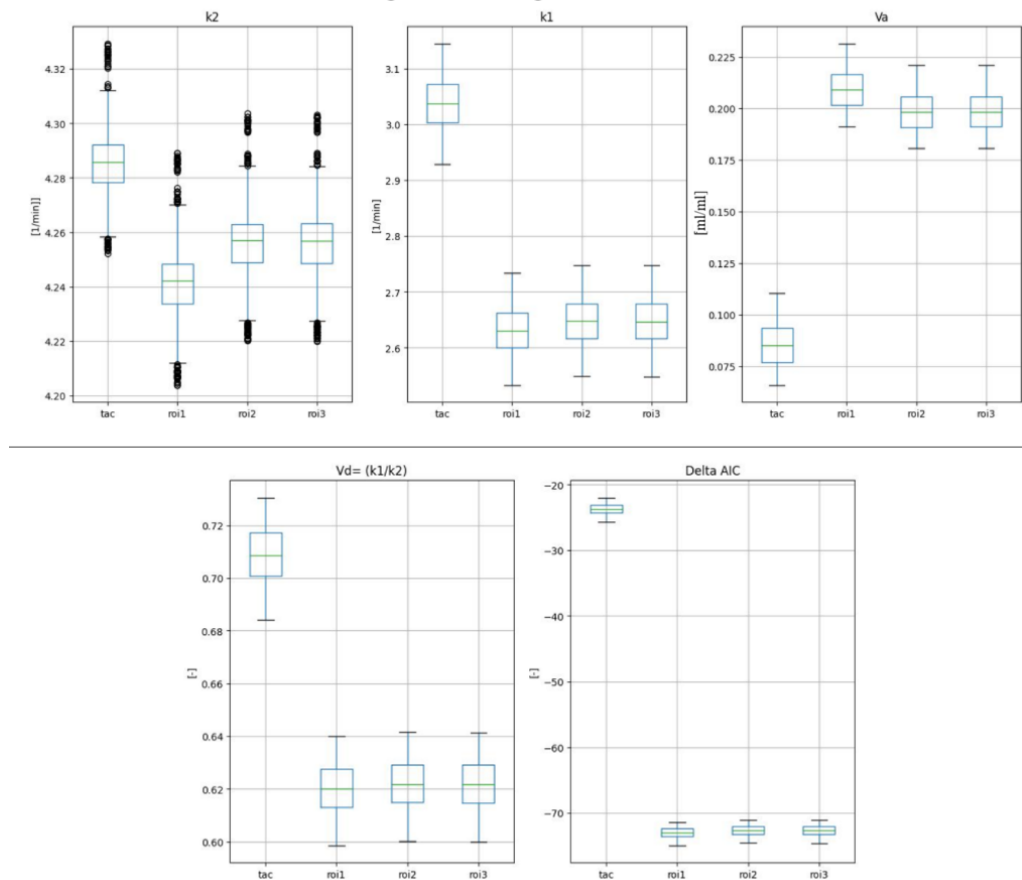 k2
k1
Va
4.32
4.30
4.28
4.26
4.24
4.22
4.20
[1/min]]
tac
roi1
roi2
roi3
3.1
3.0
2.9
2.8
2.7
2.6
[1/min]
tac
roi1
roi2
roi3
0.225
0.200
0.175
0.150
0.125
0.100
0.075
[ml/ml]
tac
roi1
roi2
roi3
Vd= (k1/k2)
Delta AIC
0.72
0.70
0.68
0.66
0.64
0.62
0.60
[-]
tac
roi1
roi2
roi3
−20
−30
−40
−50
−60
−70
[-]
tac
roi1
roi2
roi3